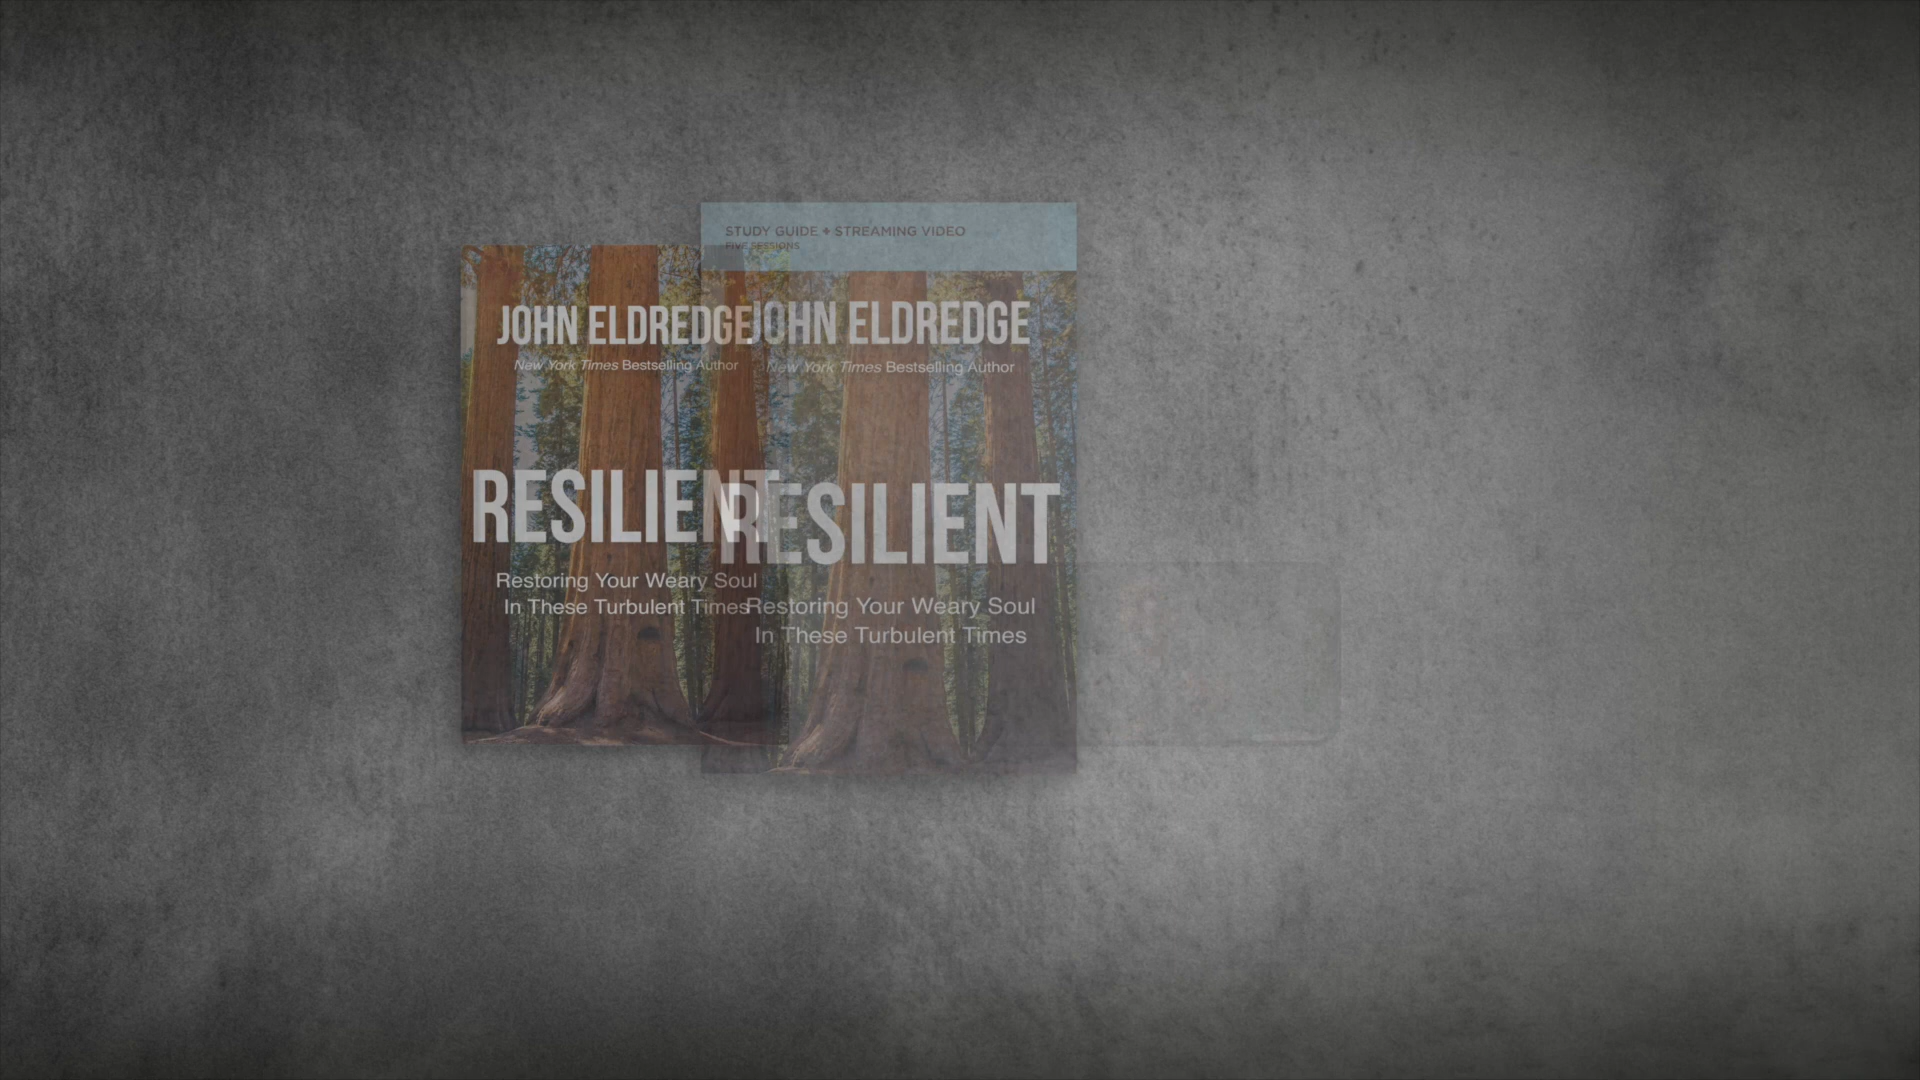 JOHN ELDREDGE
New York Times Bestselling Author
RESILIENT
Restoring Your Weary Soul
In These Turbulent Times
STUDY GUIDE + STREAMING VIDEO
FIVE SESSIONS
JOHN ELDREDGE
New York Times Bestselling Author
RESILIENT
Restoring Your Weary Soul
In These Turbulent Times